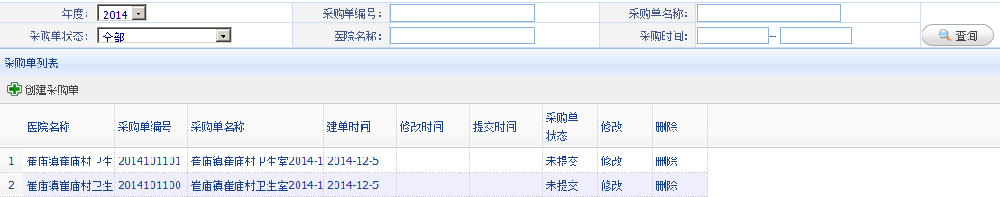 年度： 2014 采购单编号： 采购单名称：
采购单状态： 全部 医院名称： 采购时间： -- 查询
采购单列表
创建采购单
医院名称 采购单编号 采购单名称 建单时间 修改时间 提交时间 采购单状态 修改 删除
1 崔庙镇崔庙村卫生 2014101101 崔庙镇崔庙村卫生室2014-1 2014-12-5 未提交 修改 删除
2 崔庙镇崔庙村卫生 2014101100 崔庙镇崔庙村卫生室2014-1 2014-12-5 未提交 修改 删除